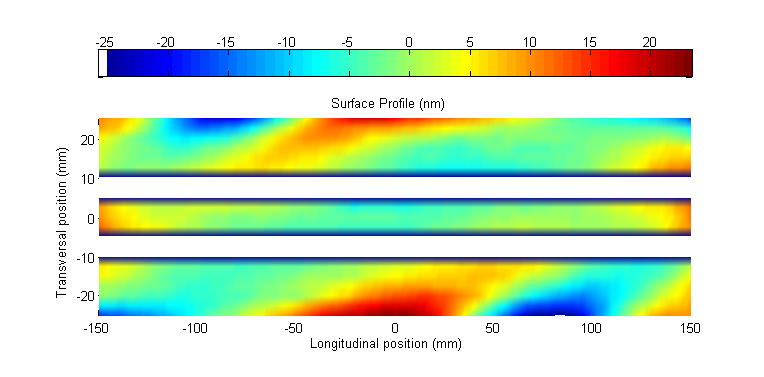 -25 -20 -15 -10 -5 0 5 10 15 20
Surface Profile (nm)
Transversal position (mm)
20
10
0
-10
-20
-150 -100 -50 0 50 100 150
Longitudinal position (mm)